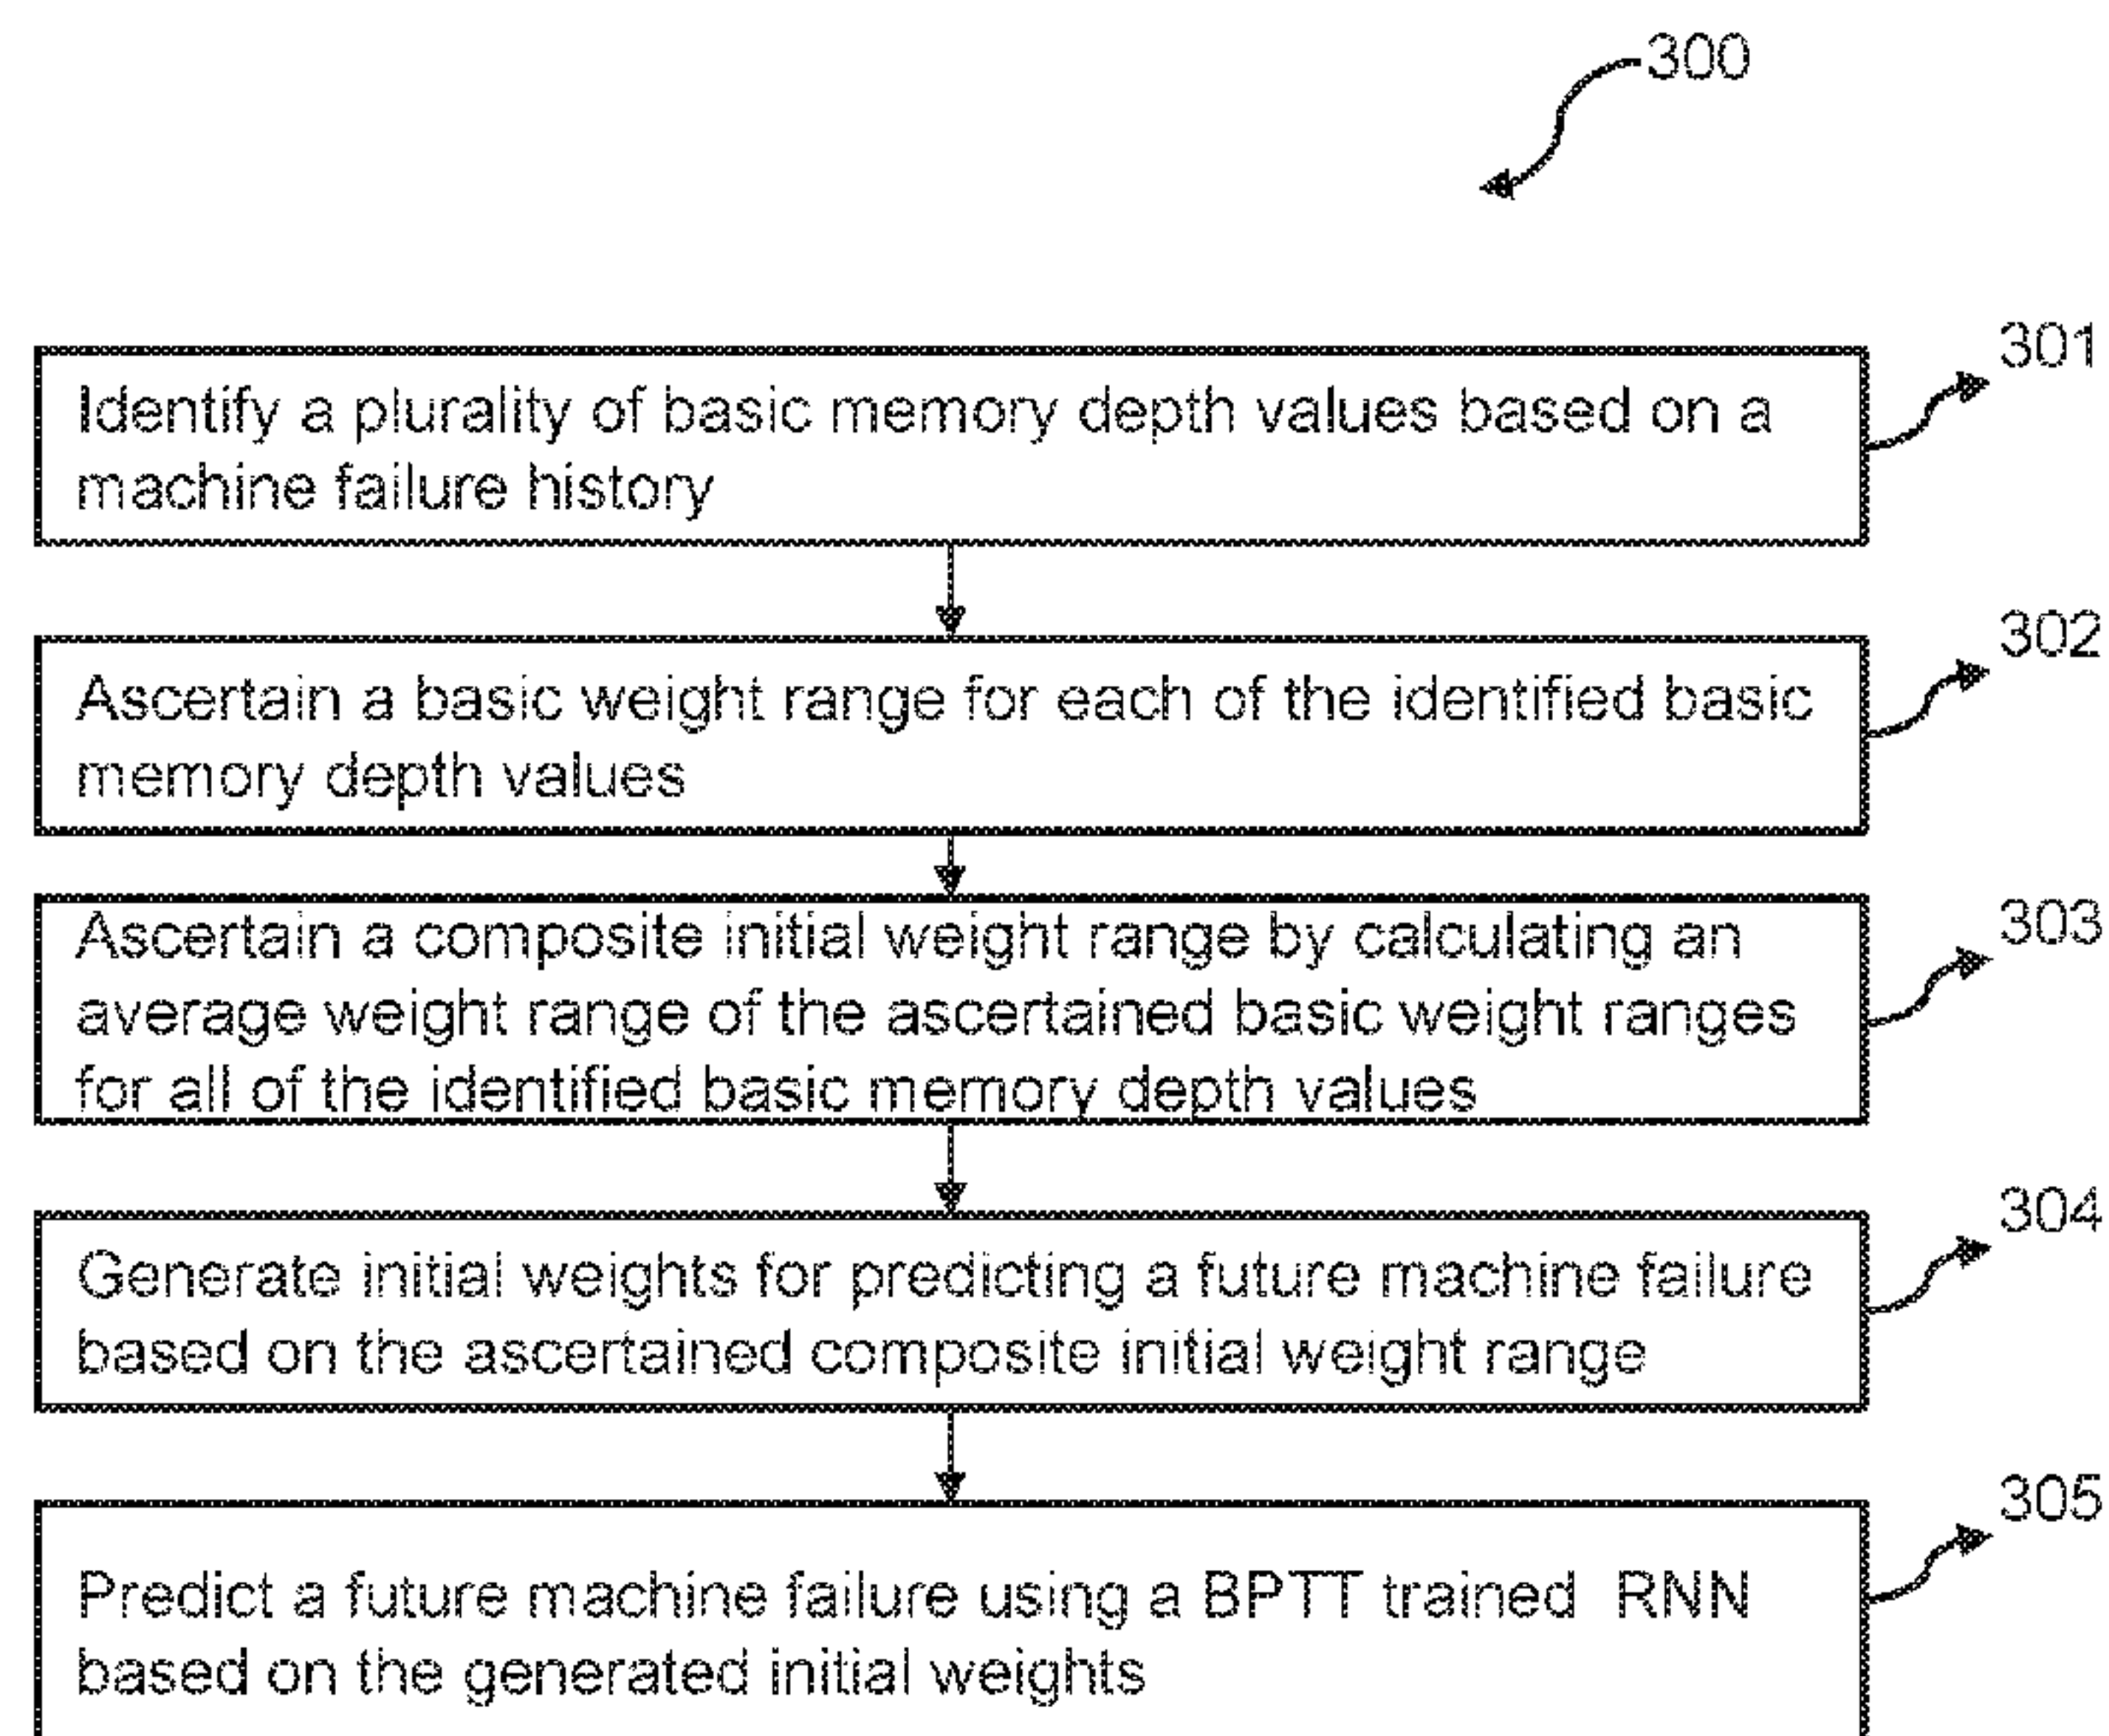 300
301
Identify a plurality of basic memory depth values based on a
machine failure history
302
Ascertain a basic weight range for each of the identified basic
memory depth values
303
Ascertain a composite initial weight range by calculating an
average weight range of the ascertained basic weight ranges
for all of the identified basic memory depth values
304
Generate initial weights for predicting a future machine failure
based on the ascertained composite initial weight range
305
Predict a future machine failure using a BPTT trained RNN
based on the generated initial weights